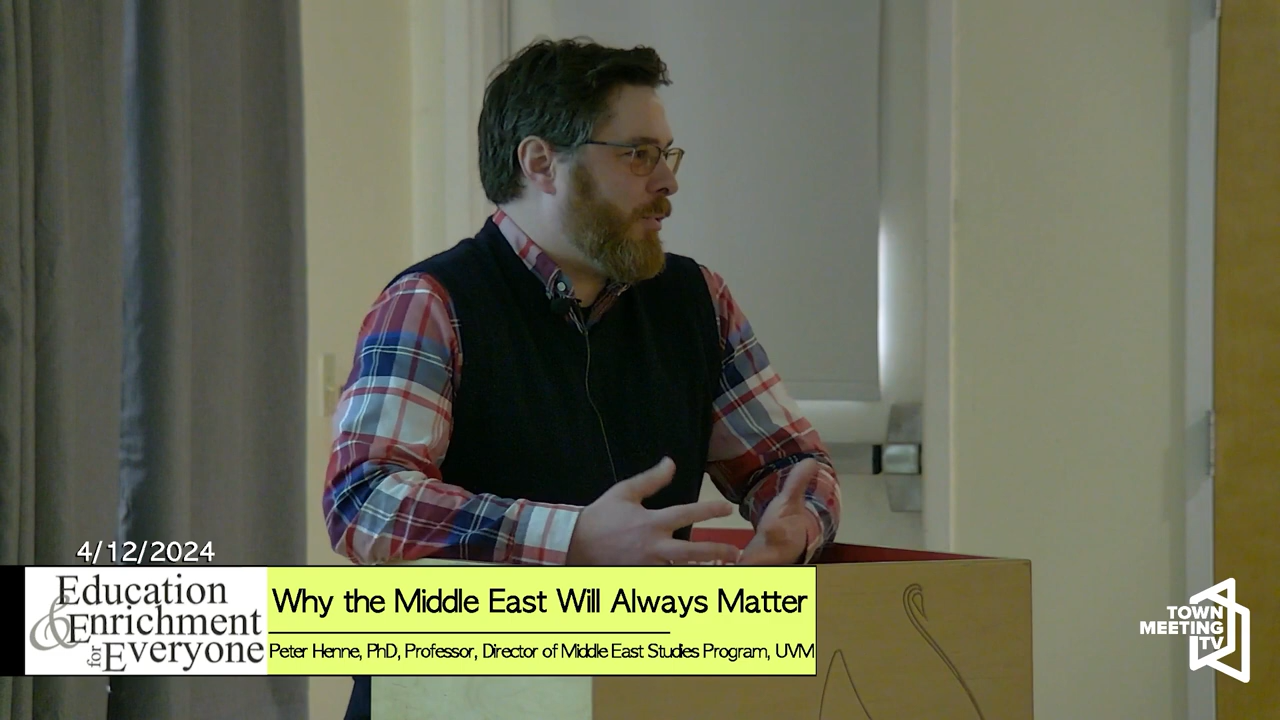 4/12/2024
Education
& Enrichment
for Everyone
Why the Middle East Will Always Matter
Peter Henne, PhD, Professor, Director of Middle East Studies Program, UVM
TOWN
MEETING
TV